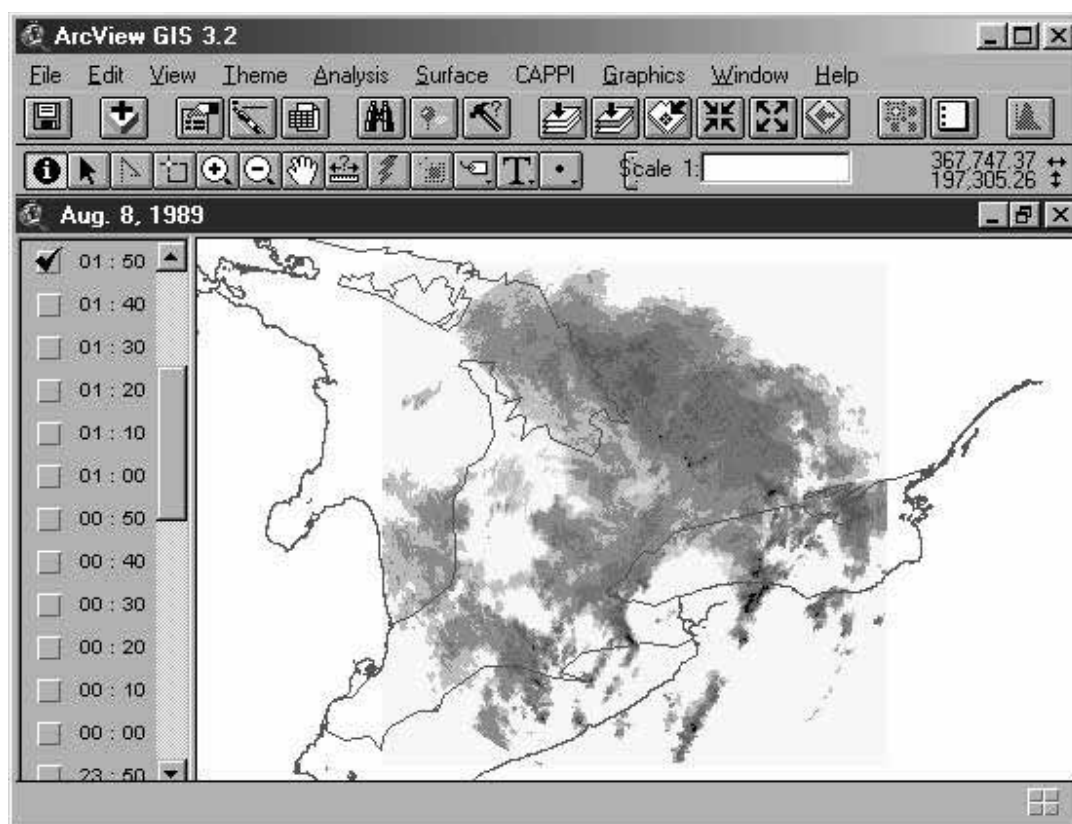 ArcView GIS 3.2
File Edit View Theme Analysis Surface CAPPI Graphics Window Help
Scale 1:
367,747.37
197,305.26
Aug. 8, 1989
01 : 50
01 : 40
01 : 30
01 : 20
01 : 10
01 : 00
00 : 50
00 : 40
00 : 30
00 : 20
00 : 10
00 : 00
23 : 50